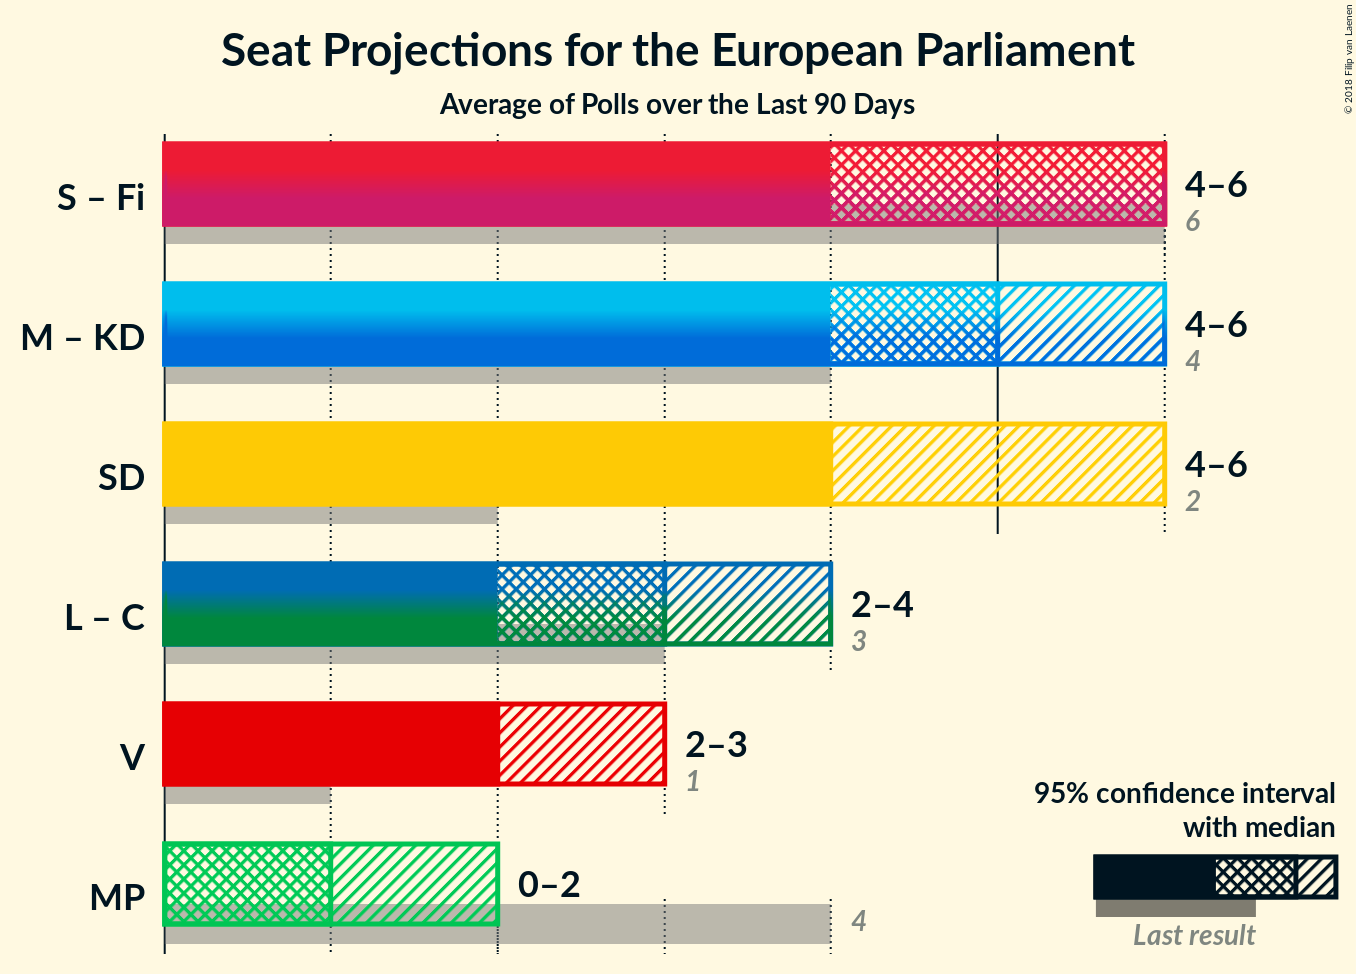 Seat Projections for the European Parliament
Average of Polls over the Last 90 Days
© 2018 Filip van Laenen
S – Fi
4–6
6
M – KD
4–6
4
SD
4–6
2
L – C
2–4
3
V
2–3
1
MP
0–2
4
95% confidence interval
with median
Last result